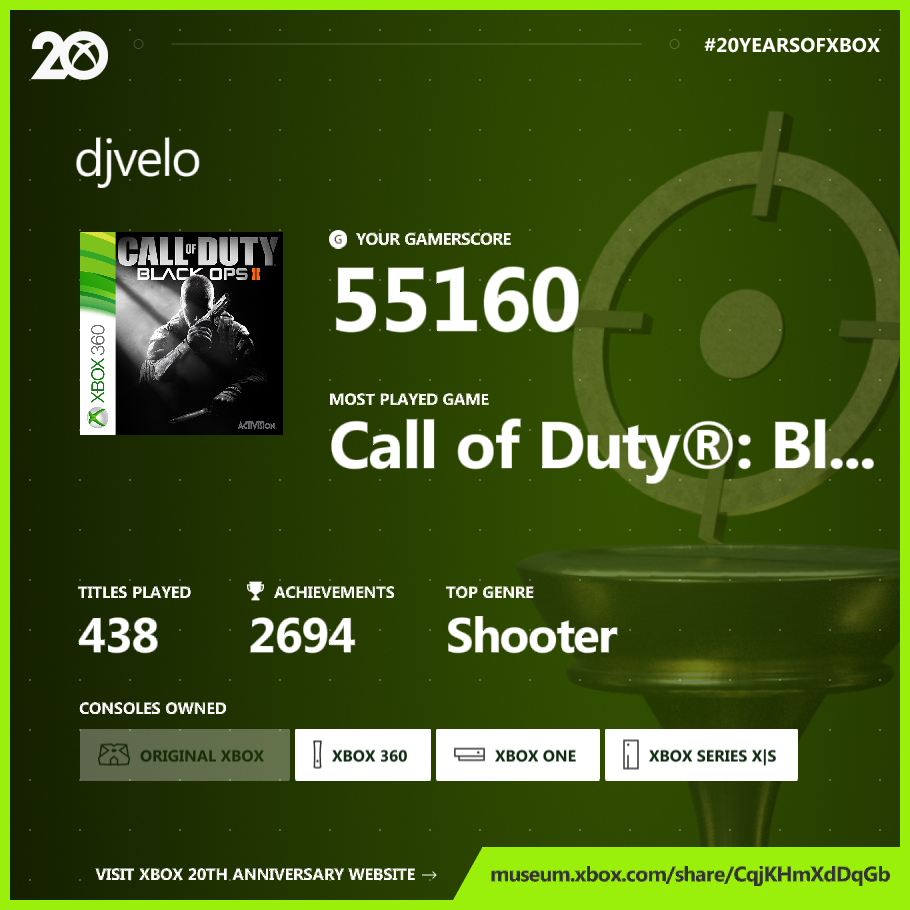 20
#20YEARSOFXBOX
djvelo
CALL OF DUTY
BLACK OPS II
XBOX 360
ACTIVISION
G YOUR GAMERSCORE
55160
MOST PLAYED GAME
Call of Duty®: Bl...
TITLES PLAYED
438
ACHIEVEMENTS
2694
TOP GENRE
Shooter
CONSOLES OWNED
ORIGINAL XBOX
XBOX 360
XBOX ONE
XBOX SERIES X|S
VISIT XBOX 20TH ANNIVERSARY WEBSITE →
museum.xbox.com/share/CqjKHmXdDqGb